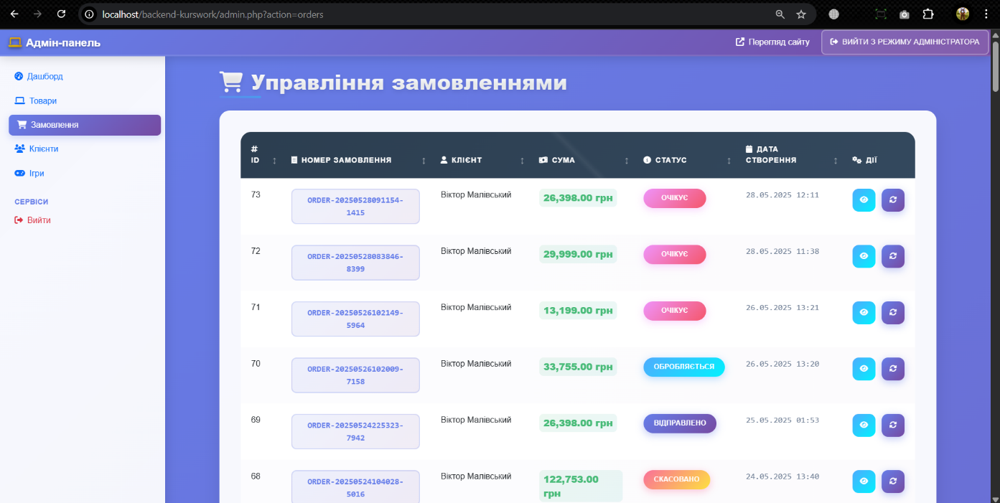 localhost/backend-kurswork/admin.php?action=orders
Адмін-панель
Перегляд сайту
ВИЙТИ З РЕЖИМУ АДМІНІСТРАТОРА
Дашборд
Товари
Замовлення
Клієнти
Ігри
СЕРВІСИ
Вийти
Управління замовленнями
# ID
НОМЕР ЗАМОВЛЕННЯ
КЛІЄНТ
СУМА
СТАТУС
ДАТА СТВОРЕННЯ
ДІЇ
73
ORDER-20250528091154-
1415
Віктор Малівський
26,398.00 грн
ОЧІКУЄ
28.05.2025 12:11
72
ORDER-20250528083846-
8399
Віктор Малівський
29,999.00 грн
ОЧІКУЄ
28.05.2025 11:38
71
ORDER-20250526102149-
5964
Віктор Малівський
13,199.00 грн
ОЧІКУЄ
26.05.2025 13:21
70
ORDER-20250526102009-
7158
Віктор Малівський
33,755.00 грн
ОБРОБЛЯЄТЬСЯ
26.05.2025 13:20
69
ORDER-20250524225323-
7942
Віктор Малівський
26,398.00 грн
ВІДПРАВЛЕНО
25.05.2025 01:53
68
ORDER-20250524104028-
5016
Віктор Малівський
122,753.00
грн
СКАСОВАНО
24.05.2025 13:40